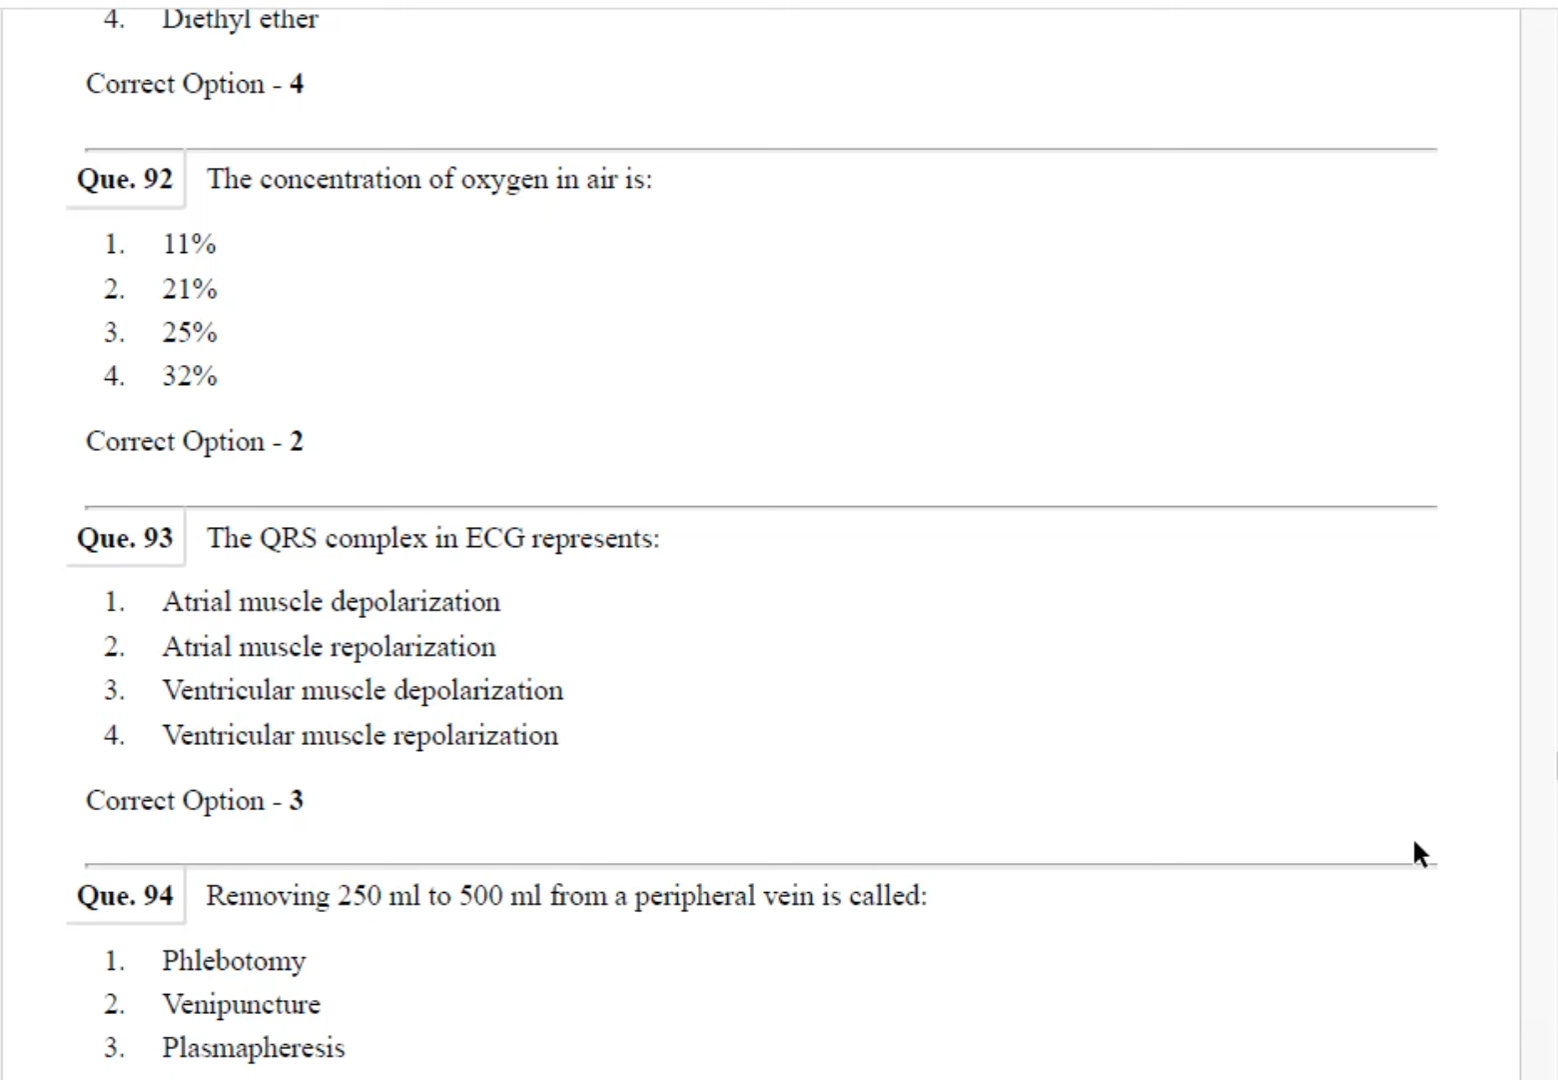 4. Diethyl ether
Correct Option - 4
Que. 92 The concentration of oxygen in air is:
1. 11%
2. 21%
3. 25%
4. 32%
Correct Option - 2
Que. 93 The QRS complex in ECG represents:
1. Atrial muscle depolarization
2. Atrial muscle repolarization
3. Ventricular muscle depolarization
4. Ventricular muscle repolarization
Correct Option - 3
Que. 94 Removing 250 ml to 500 ml from a peripheral vein is called:
1. Phlebotomy
2. Venipuncture
3. Plasmapheresis